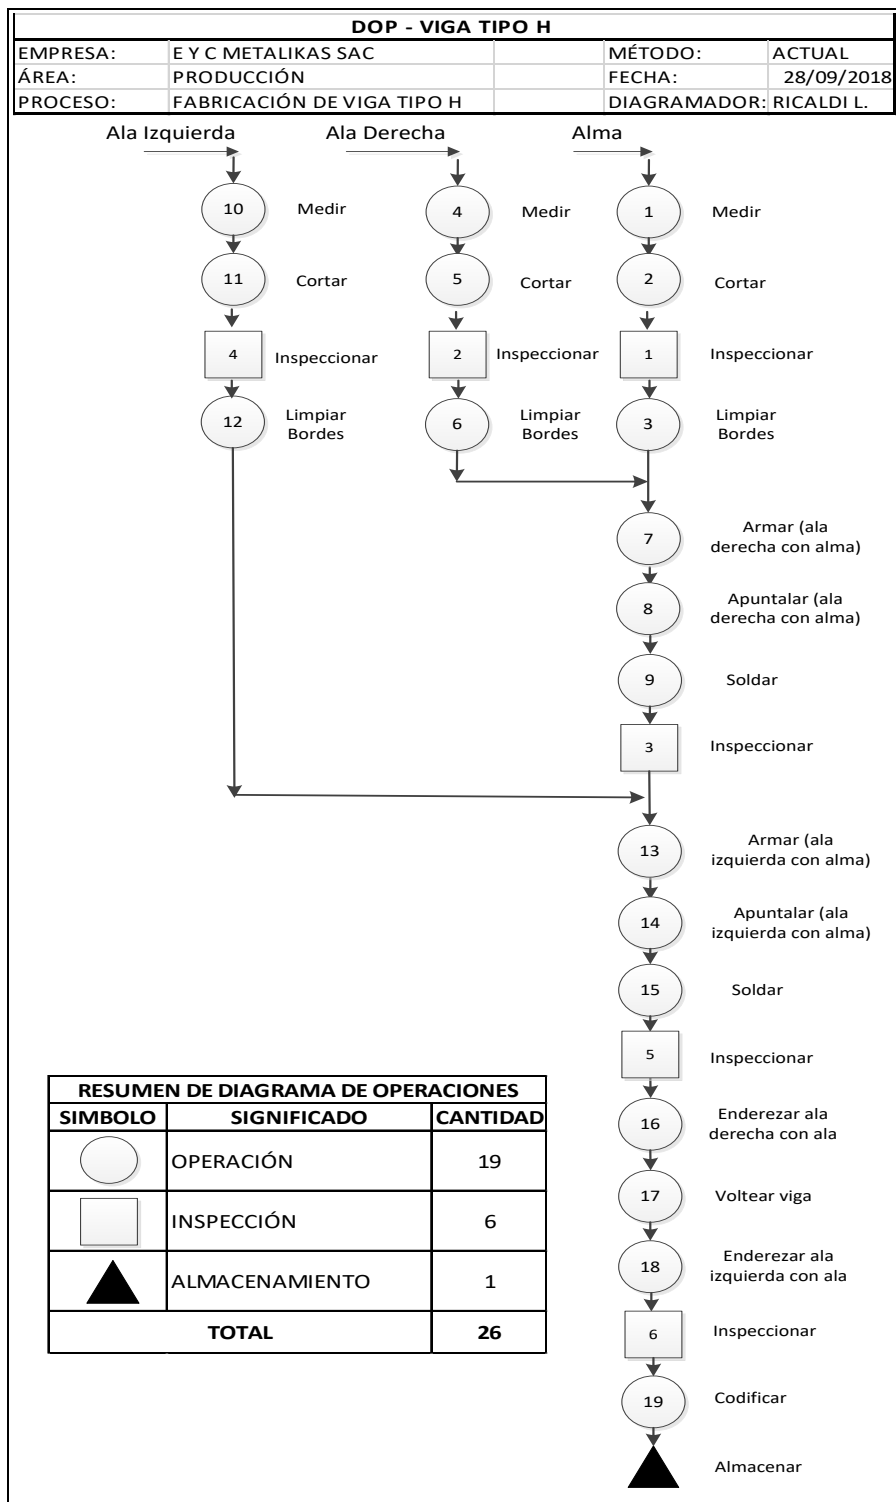 DOP - VIGA TIPO H
EMPRESA: E Y C METALIKAS SAC MÉTODO: ACTUAL
ÁREA: PRODUCCIÓN FECHA: 28/09/2018
PROCESO: FABRICACIÓN DE VIGA TIPO H DIAGRAMADOR: RICALDI L.
Ala Izquierda Ala Derecha Alma
10 Medir 4 Medir 1 Medir
11 Cortar 5 Cortar 2 Cortar
4 Inspeccionar 2 Inspeccionar 1 Inspeccionar
12 Limpiar Bordes 6 Limpiar Bordes 3 Limpiar Bordes
7 Armar (ala
derecha con alma)
8 Apuntalar (ala
derecha con alma)
9 Soldar
3 Inspeccionar
13 Armar (ala
izquierda con alma)
14 Apuntalar (ala
izquierda con alma)
15 Soldar
5 Inspeccionar
16 Enderezar ala
derecha con ala
17 Voltear viga
18 Enderezar ala
izquierda con ala
6 Inspeccionar
19 Codificar
Almacenar
RESUMEN DE DIAGRAMA DE OPERACIONES
SIMBOLO SIGNIFICADO CANTIDAD
OPERACIÓN 19
INSPECCIÓN 6
ALMACENAMIENTO 1
TOTAL 26